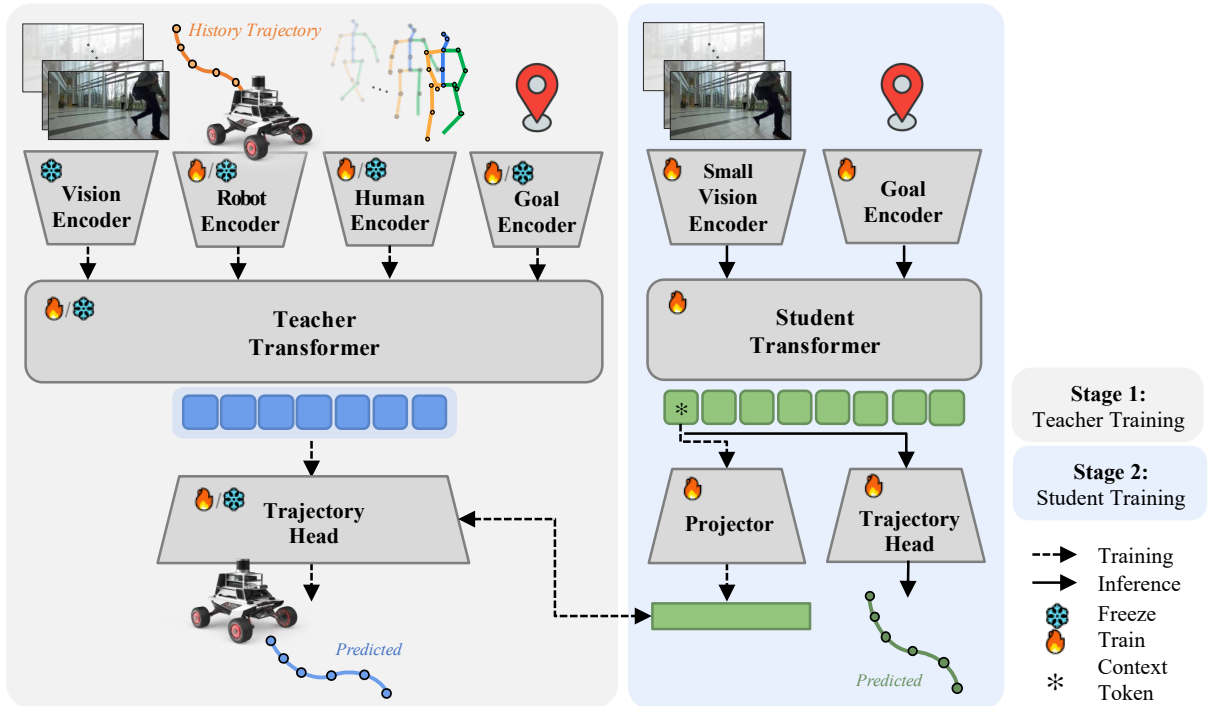 History Trajectory
Vision
Encoder
/
Robot
Encoder
/
Human
Encoder
/
Goal
Encoder
Small
Vision
Encoder
Goal
Encoder
/
Teacher
Transformer
Student
Transformer
*
/
Trajectory
Head
Projector
Trajectory
Head
Predicted
Predicted
Stage 1:
Teacher Training
Stage 2:
Student Training
Training
Inference
Freeze
Train
* Context
Token